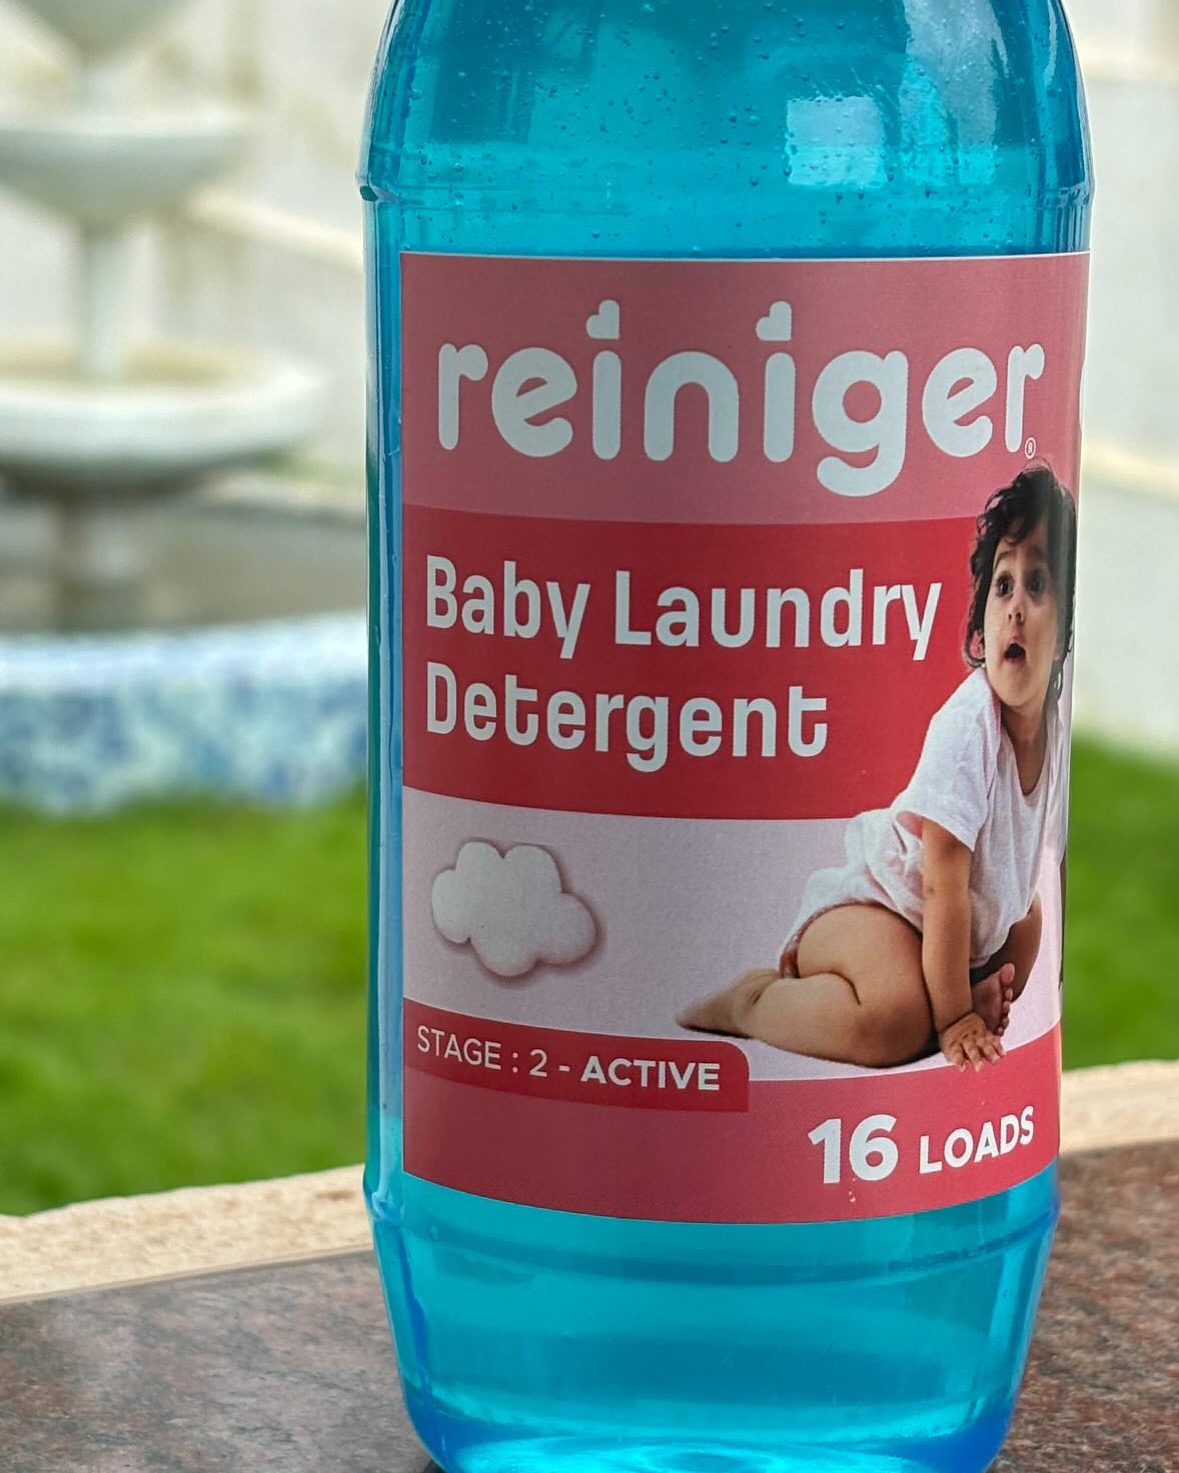 reiniger®
Baby Laundry
Detergent
STAGE : 2 - ACTIVE
16 LOADS